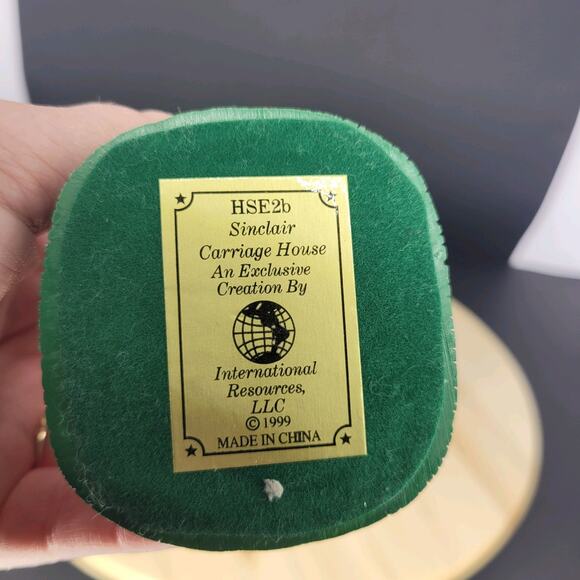 HSE2b
Sinclair
Carriage House
An Exclusive
Creation By
International
Resources,
LLC
© 1999
MADE IN CHINA